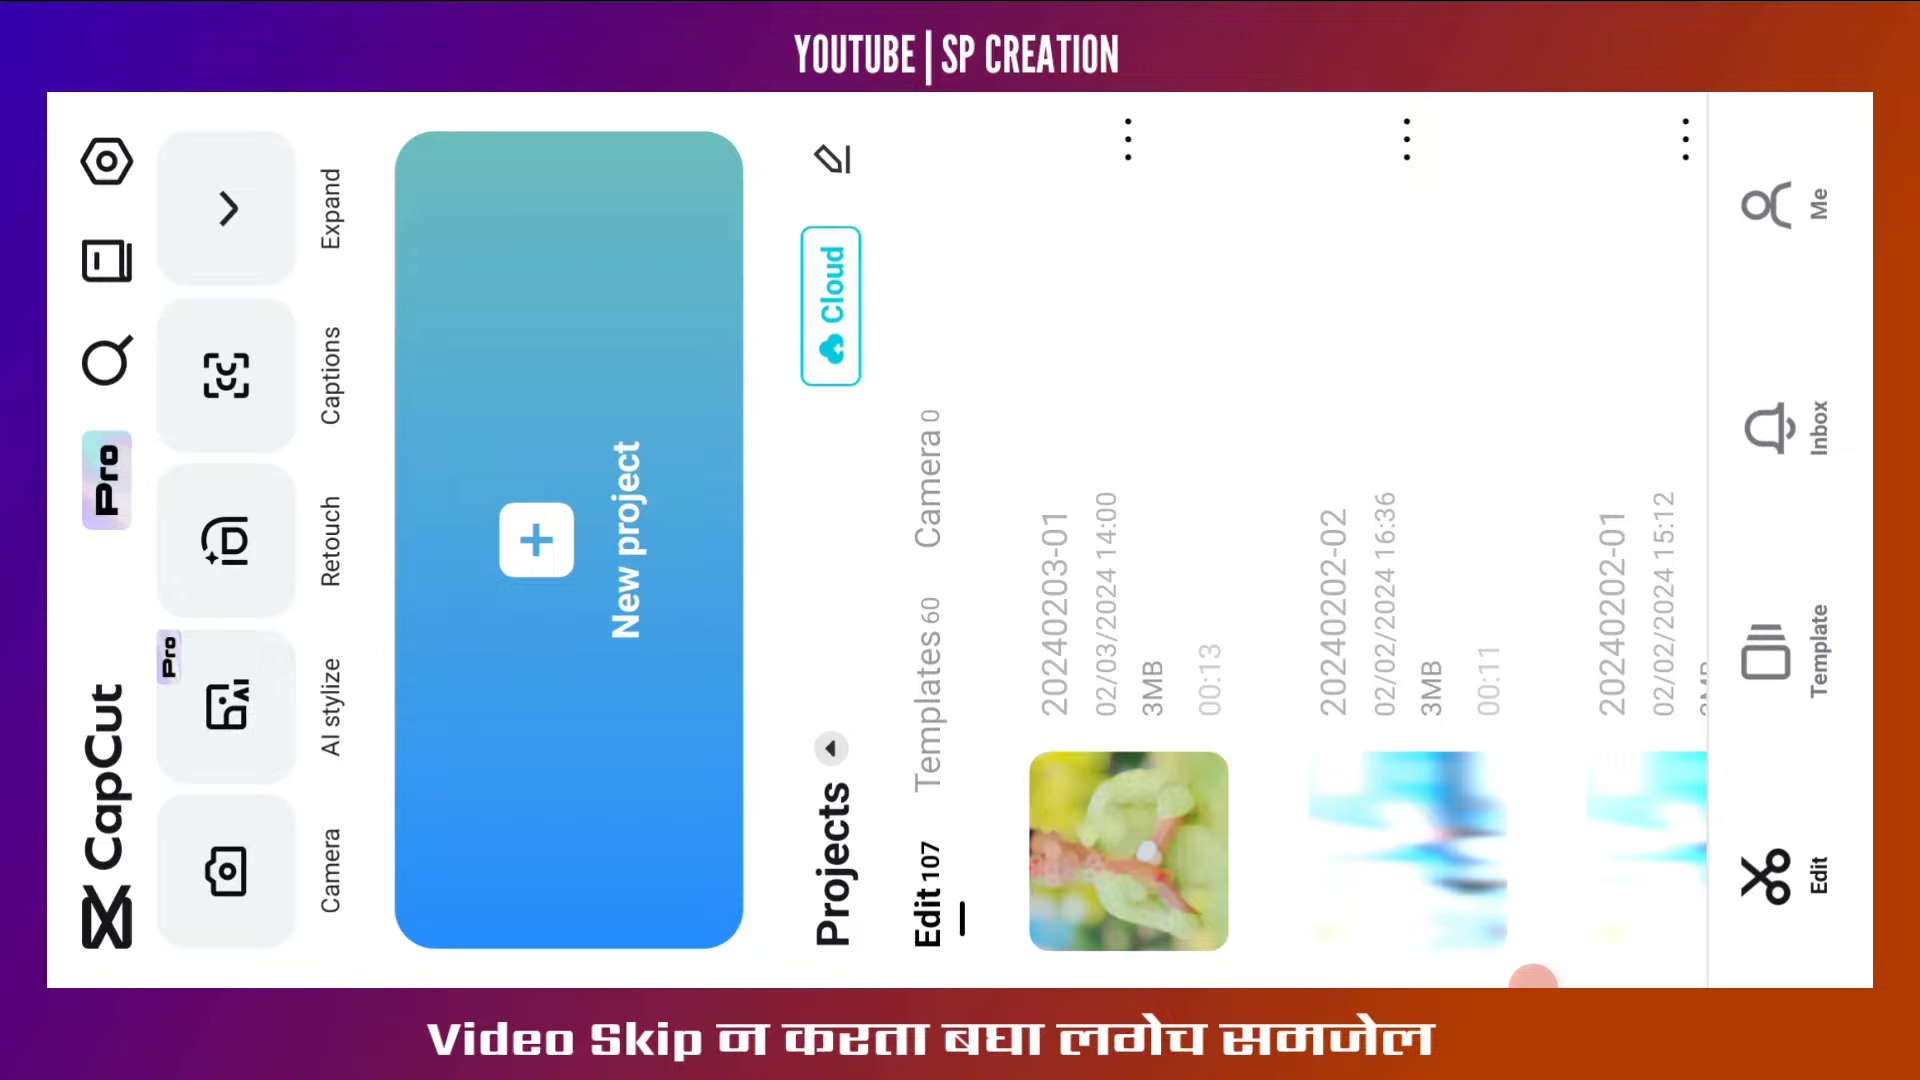 YOUTUBE | SP CREATION
CapCut
Pro
Camera
Pro
AI stylize
Retouch
Captions
Expand
New project
Projects
Cloud
Edit 107
Templates 60
Camera 0
20240203-01
02/03/2024 14:00
3MB
00:13
20240202-02
02/02/2024 16:36
3MB
00:11
20240202-01
02/02/2024 15:12
Edit
Template
Inbox
Me
Video Skip न करता बघा लगेच समजेल